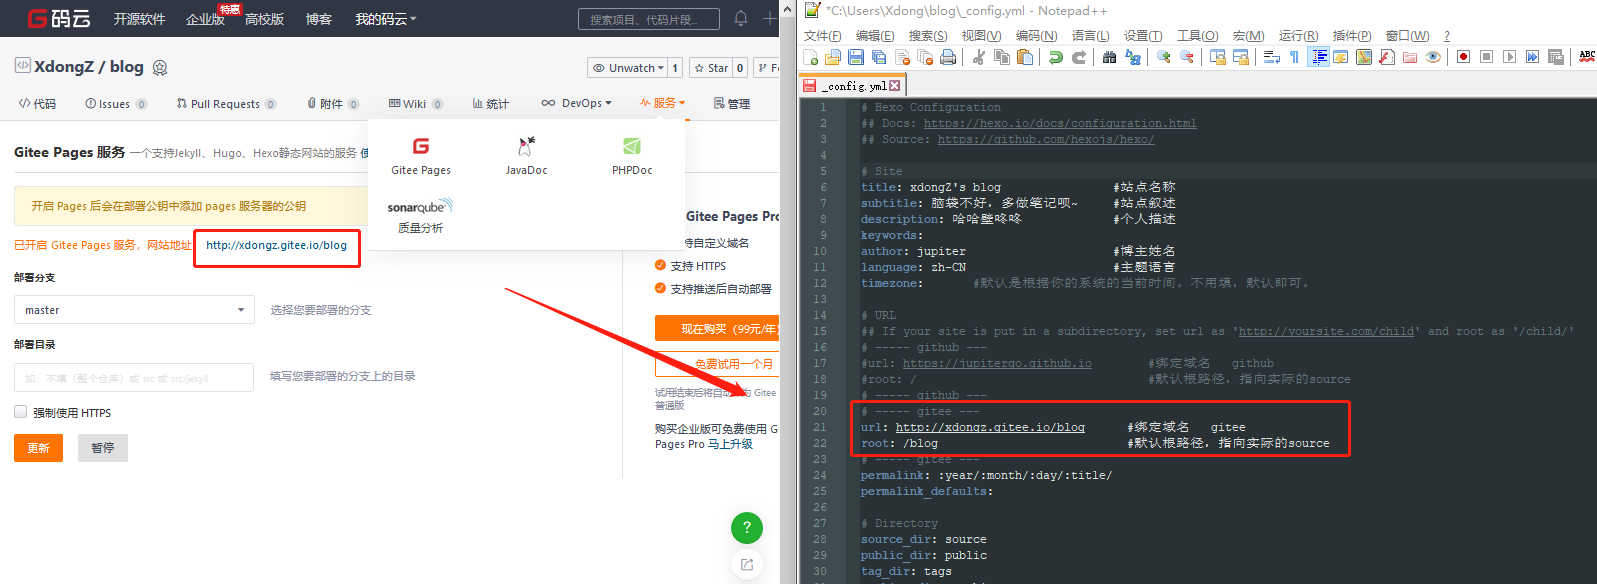 G码云 开源软件 企业版 特惠 高校版 博客 我的码云 搜索项目、代码片段...
XdongZ / blog Unwatch 1 Star 0 F
代码 Issues 0 Pull Requests 0 附件 0 Wiki 0 统计 DevOps 服务 管理
Gitee Pages 服务 一个支持Jekyll、Hugo、Hexo静态网站的服务
Gitee Pages JavaDoc PHPDoc
sonarqube
质量分析
开启 Pages 后会在部署公钥中添加 pages 服务器的公钥
已开启 Gitee Pages 服务，网站地址 http://xdongz.gitee.io/blog
部署分支
master 选择您要部署的分支
部署目录
如：不填（整个仓库）或 src 或 src/jekyll 填写您要部署的分支上的目录
强制使用 HTTPS
更新 暂停
Gitee Pages Pro
持自定义域名
支持 HTTPS
支持推送后自动部署
现在购买（99元/年）
免费试用一个月
试用结束后将自动 为 Gitee
普通版
购买企业版可免费使用 G
Pages Pro 马上升级
?
*C:\Users\Xdong\blog\_config.yml - Notepad++
文件(F) 编辑(E) 搜索(S) 视图(V) 编码(N) 语言(L) 设置(T) 工具(O) 宏(M) 运行(R) 插件(P) 窗口(W) ?
ABC
_config.yml
1 # Hexo Configuration
2 ## Docs: https://hexo.io/docs/configuration.html
3 ## Source: https://github.com/hexojs/hexo/
4
5 # Site
6 title: xdongZ's blog #站点名称
7 subtitle: 脑袋不好，多做笔记呗~ #站点叙述
8 description: 哈哈壁咚咚 #个人描述
9 keywords:
10 author: jupiter #博主姓名
11 language: zh-CN #主题语言
12 timezone: #默认是根据你的系统的当前时间。不用填，默认即可。
13
14 # URL
15 ## If your site is put in a subdirectory, set url as 'http://yoursite.com/child' and root as '/child/'
16 # ----- github ---
17 #url: https://jupitergo.github.io #绑定域名 github
18 #root: / #默认根路径，指向实际的source
19 # ----- github ---
20 # ----- gitee ---
21 url: http://xdongz.gitee.io/blog #绑定域名 gitee
22 root: /blog #默认根路径，指向实际的source
23 # ----- gitee ---
24 permalink: :year/:month/:day/:title/
25 permalink_defaults:
26
27 # Directory
28 source_dir: source
29 public_dir: public
30 tag_dir: tags